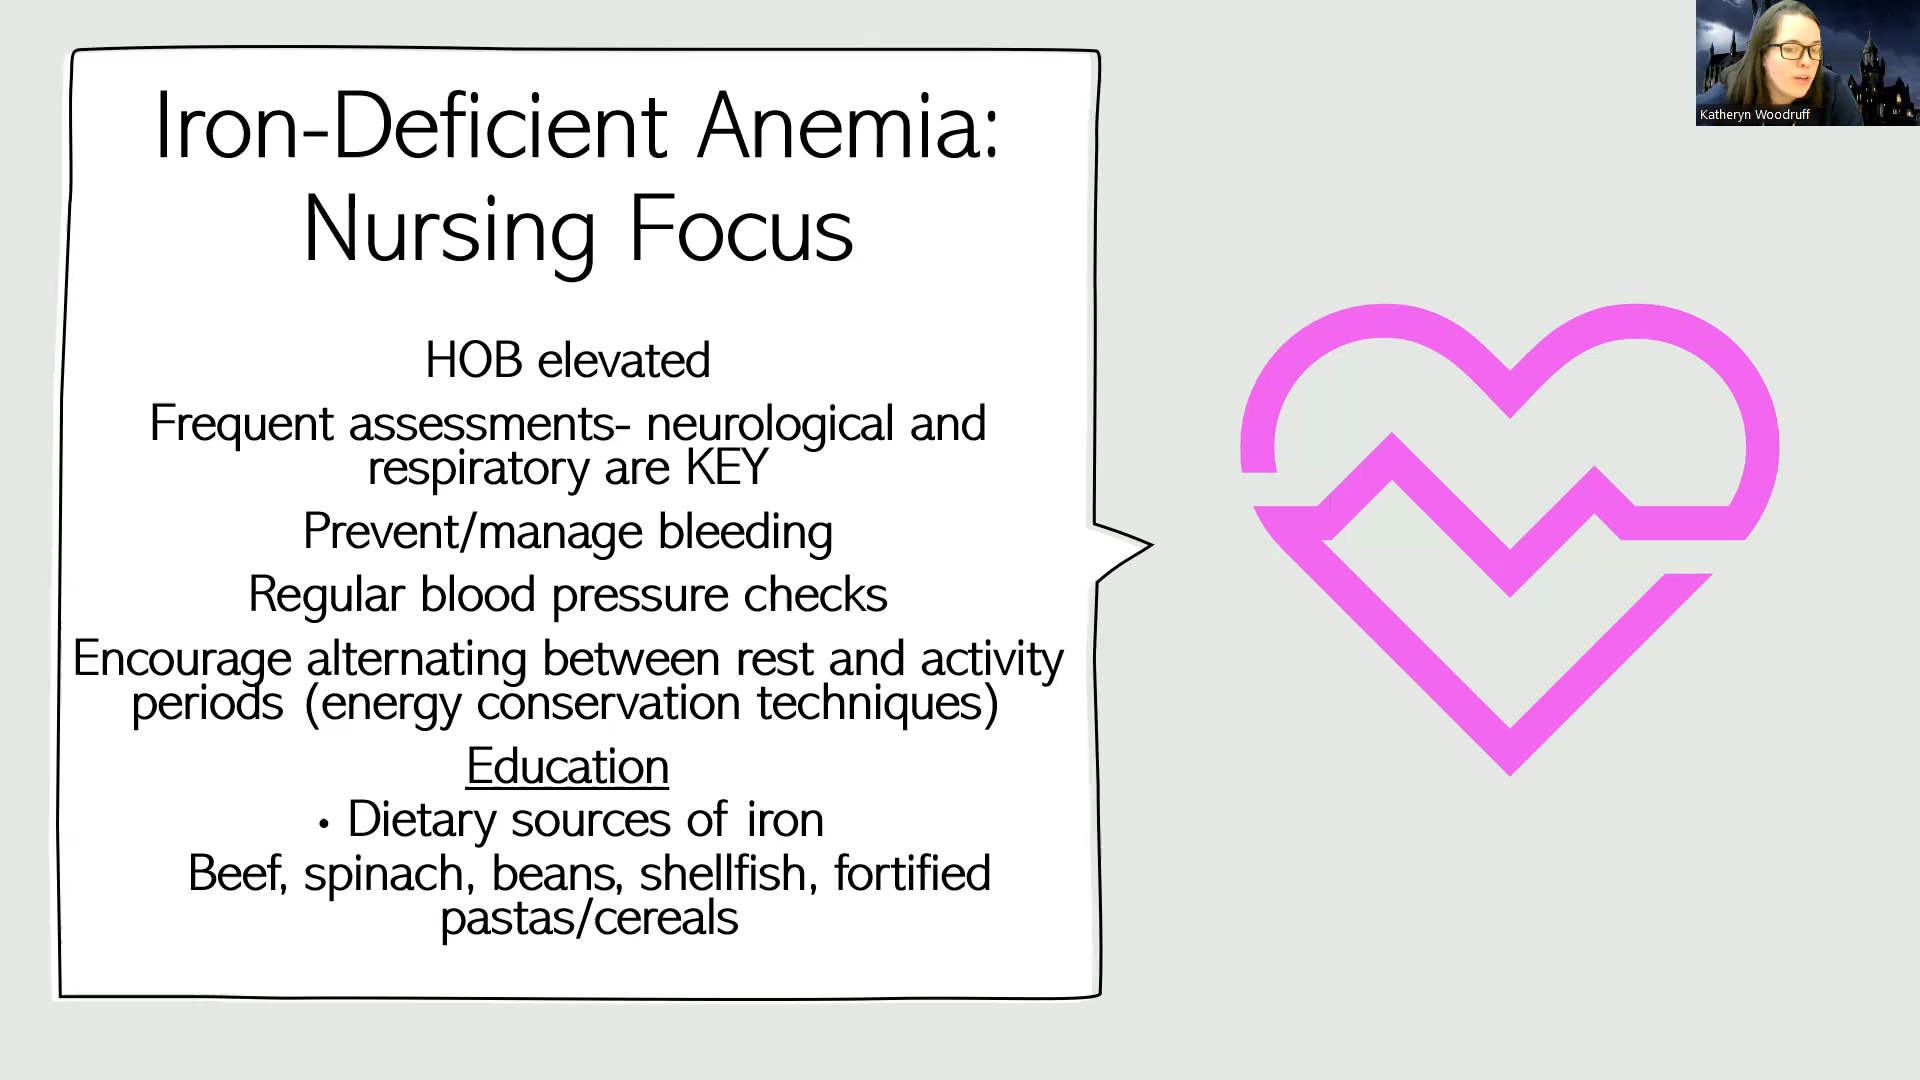 Iron-Deficient Anemia:
Nursing Focus
HOB elevated
Frequent assessments- neurological and
respiratory are KEY
Prevent/manage bleeding
Regular blood pressure checks
Encourage alternating between rest and activity
periods (energy conservation techniques)
Education
• Dietary sources of iron
Beef, spinach, beans, shellfish, fortified
pastas/cereals
Katheryn Woodruff